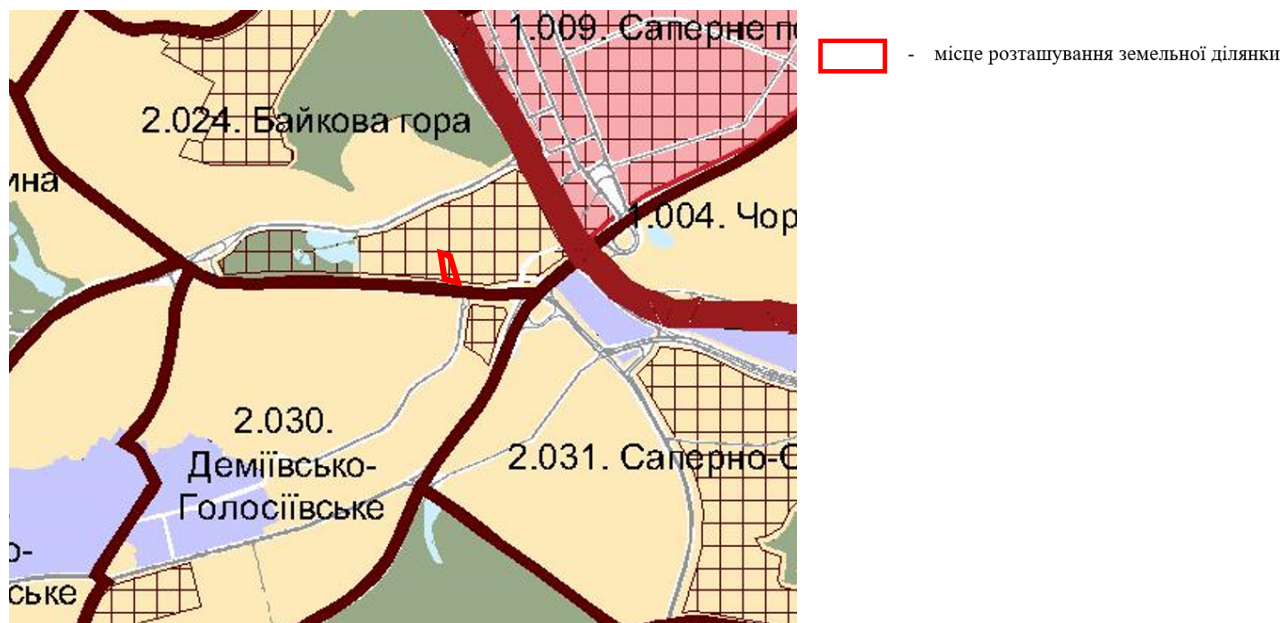 1.009. Саперне п
- місце розташування земельної ділянки
2.024. Байкова гора
ина
1.004. Чор
2.030.
Деміївсько-
Голосіївське
2.031. Саперно-С
о-
ське